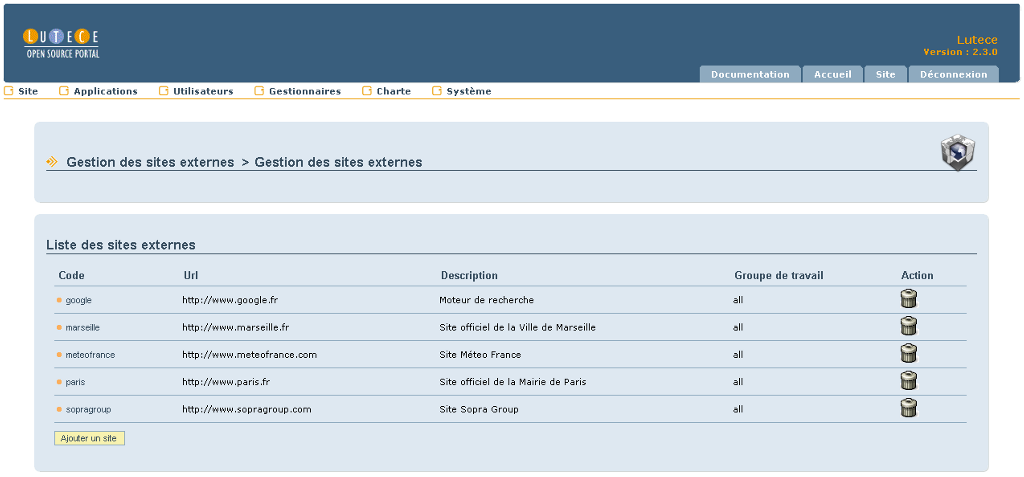 LUTECE
OPEN SOURCE PORTAL
Lutece
Version : 2.3.0
Documentation Accueil Site Déconnexion
Site Applications Utilisateurs Gestionnaires Charte Système
Gestion des sites externes > Gestion des sites externes
Liste des sites externes
Code Url Description Groupe de travail Action
google http://www.google.fr Moteur de recherche all
marseille http://www.marseille.fr Site officiel de la Ville de Marseille all
meteofrance http://www.meteofrance.com Site Méteo France all
paris http://www.paris.fr Site officiel de la Mairie de Paris all
sopragroup http://www.sopragroup.com Site Sopra Group all
Ajouter un site